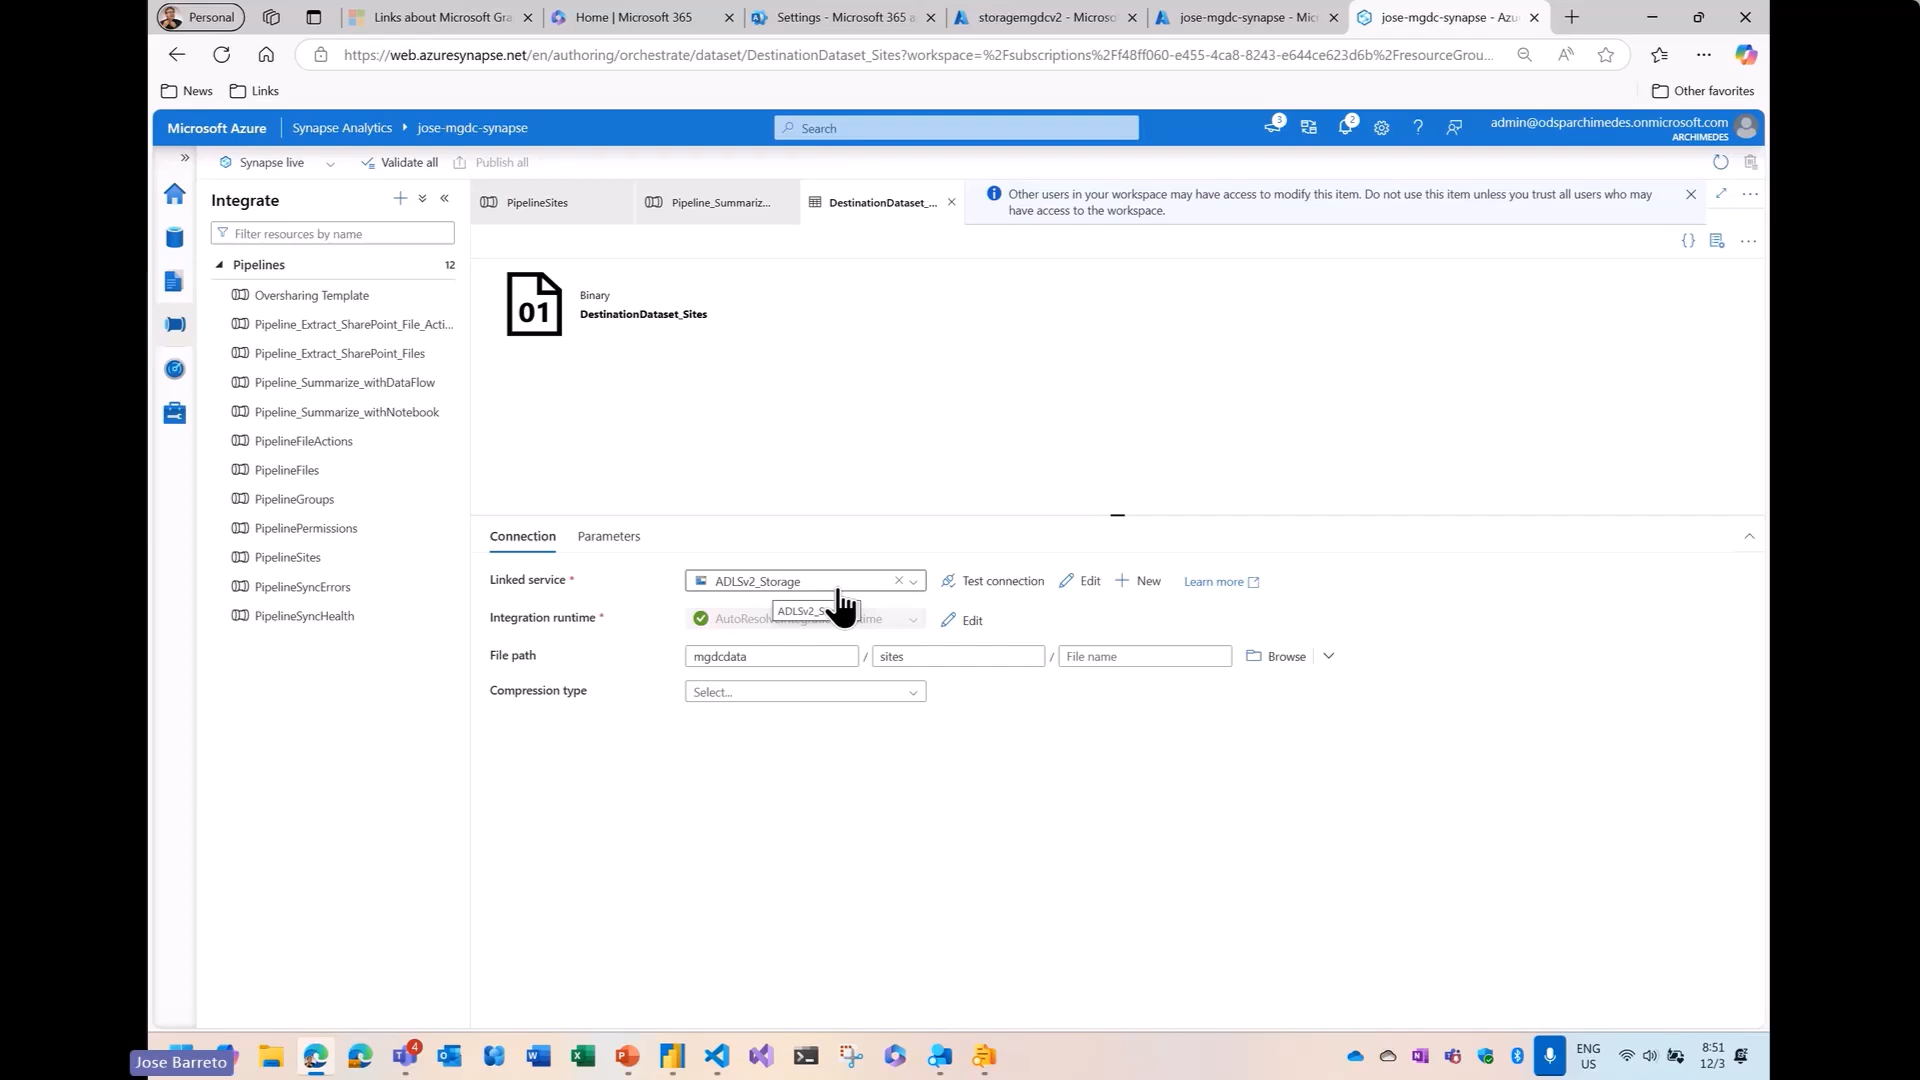 Personal
Links about Microsoft Gra
Home | Microsoft 365
Settings - Microsoft 365 a
storagemgdcv2 - Microso
jose-mgdc-synapse - Mic
jose-mgdc-synapse - Azu
https://web.azuresynapse.net/en/authoring/orchestrate/dataset/DestinationDataset_Sites?workspace=%2Fsubscriptions%2Ff48ff060-e455-4ca8-8243-e644ce623d6b%2FresourceGrou...
News
Links
Other favorites
Microsoft Azure
Synapse Analytics
jose-mgdc-synapse
Search
3
2
admin@odsparchimedes.onmicrosoft.com
ARCHIMEDES
Synapse live
Validate all
Publish all
Integrate
Filter resources by name
Pipelines 12
Oversharing Template
Pipeline_Extract_SharePoint_File_Acti...
Pipeline_Extract_SharePoint_Files
Pipeline_Summarize_withDataFlow
Pipeline_Summarize_withNotebook
PipelineFileActions
PipelineFiles
PipelineGroups
PipelinePermissions
PipelineSites
PipelineSyncErrors
PipelineSyncHealth
PipelineSites
Pipeline_Summariz...
DestinationDataset_...
Other users in your workspace may have access to modify this item. Do not use this item unless you trust all users who may
have access to the workspace.
01
Binary
DestinationDataset_Sites
Connection
Parameters
Linked service *
ADLSv2_Storage
Test connection
Edit
New
Learn more
Integration runtime *
Edit
File path
mgdcdata / sites / File name
Browse
Compression type
Select...
Jose Barreto
4
ENG
US
8:51
12/3